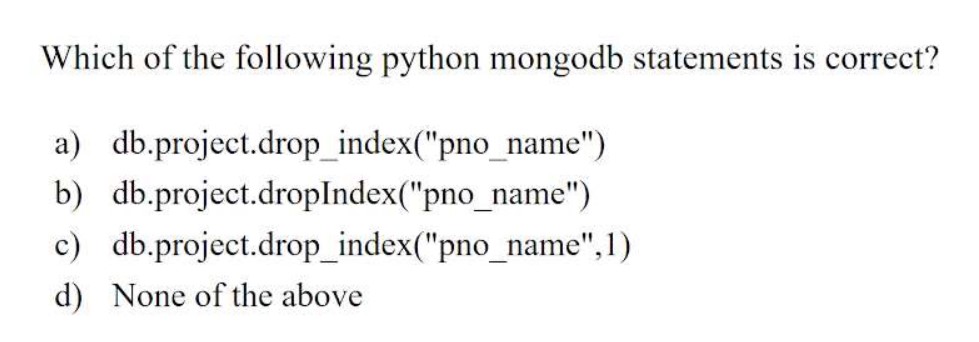 Which of the following python mongodb statements is correct?
a) db.project.drop_index("pno_name")
b) db.project.dropIndex("pno_name")
c) db.project.drop_index("pno_name",1)
d) None of the above